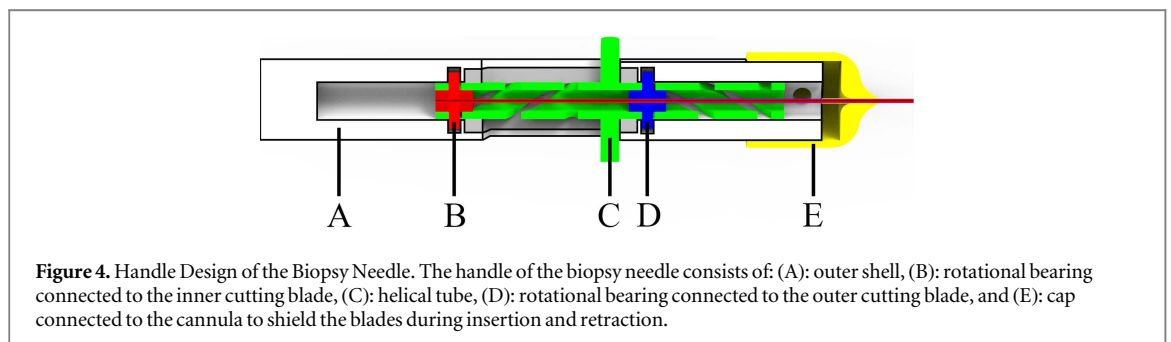 A B C D E
Figure 4. Handle Design of the Biopsy Needle. The handle of the biopsy needle consists of: (A): outer shell, (B): rotational bearing
connected to the inner cutting blade, (C): helical tube, (D): rotational bearing connected to the outer cutting blade, and (E): cap
connected to the cannula to shield the blades during insertion and retraction.